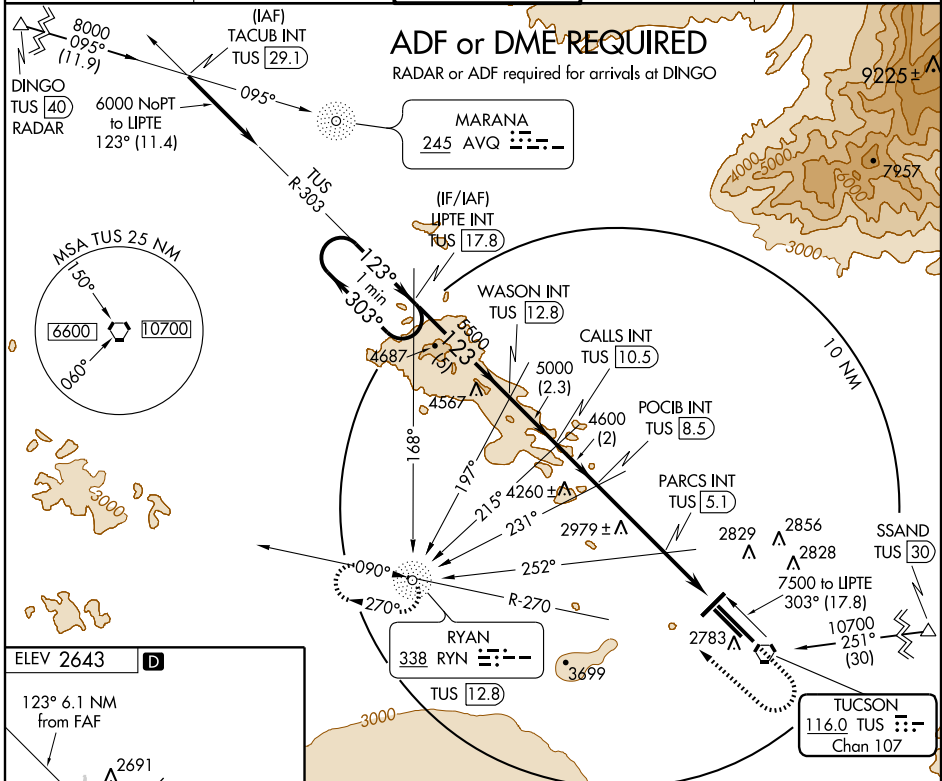 (IAF)
TACUB INT
TUS 29.1
8000
095°
(11.9)
DINGO
TUS 40
RADAR
ADF or DME REQUIRED
RADAR or ADF required for arrivals at DINGO
9225 ±
6000 NoPT
to LIPTE
123° (11.4)
095°
MARANA
245 AVQ
TUS
R-303
4000
5000
6000
7957
3000
(IF/IAF)
LIPTE INT
TUS 17.8
MSA TUS 25 NM
150°
6600
10700
060°
123°
1 min
303°
WASON INT
TUS 12.8
5500
123
(5)
4687
4567
CALLS INT
TUS 10.5
5000
(2.3)
10 NM
4600
(2)
POCIB INT
TUS 8.5
168°
197°
215°
231°
4260 ±
2979 ±
PARCS INT
TUS 5.1
2829
2856
2828
SSAND
TUS 30
3000
090°
270°
252°
R-270
7500 to LIPTE
303° (17.8)
10700
251°
(30)
2783
RYAN
338 RYN
TUS 12.8
3699
TUCSON
116.0 TUS
Chan 107
3000
ELEV 2643
D
123° 6.1 NM
from FAF
2691